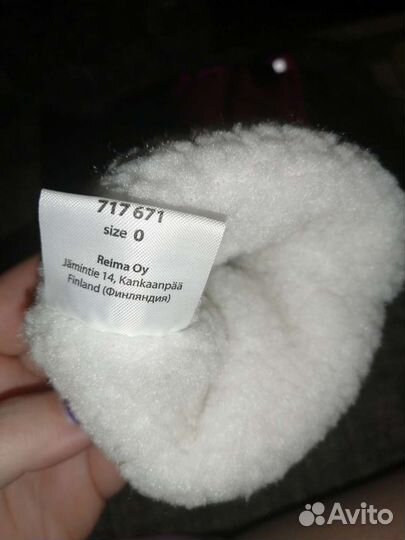 717 671
size 0
Reima Oy
Jämintie 14, Kankaanpää
Finland (Финляндия)
Avito